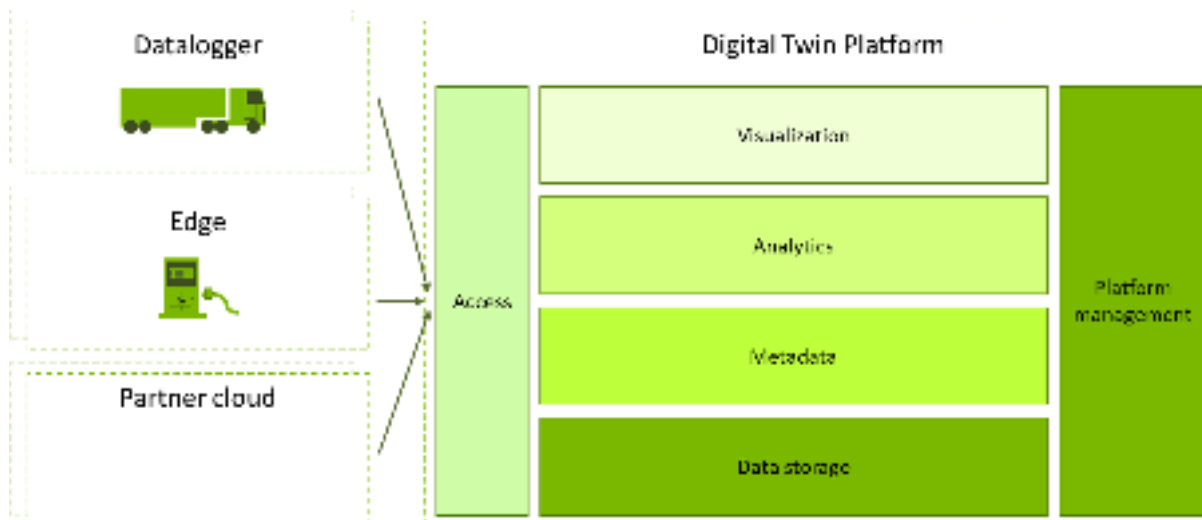 Datalogger
Edge
Partner cloud
Digital Twin Platform
Access
Visualization
Analytics
Metadata
Data storage
Platform
management